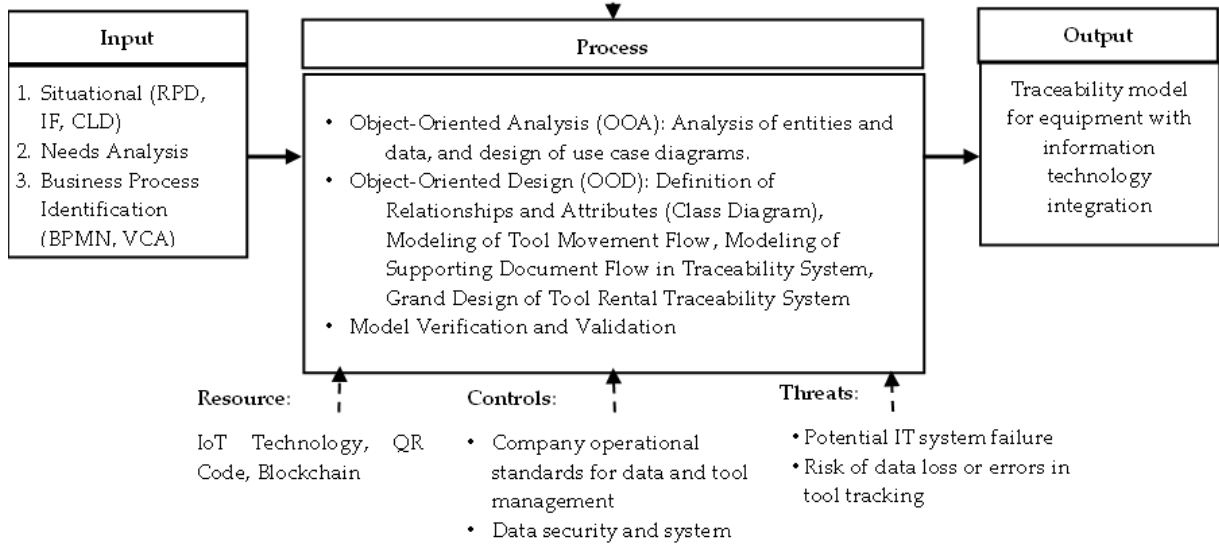 Input
1. Situational (RPD,
IF, CLD)
2. Needs Analysis
3. Business Process
Identification
(BPMN, VCA)
Process
• Object-Oriented Analysis (OOA): Analysis of entities and
data, and design of use case diagrams.
• Object-Oriented Design (OOD): Definition of
Relationships and Attributes (Class Diagram),
Modeling of Tool Movement Flow, Modeling of
Supporting Document Flow in Traceability System,
Grand Design of Tool Rental Traceability System
• Model Verification and Validation
Output
Traceability model
for equipment with
information
technology
integration
Resource:
IoT Technology, QR
Code, Blockchain
Controls:
• Company operational
standards for data and tool
management
• Data security and system
Threats:
• Potential IT system failure
• Risk of data loss or errors in
tool tracking